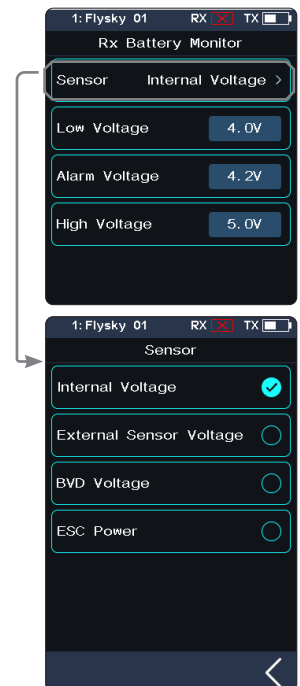 1: Flysky 01 RX TX
Rx Battery Monitor
Sensor Internal Voltage >
Low Voltage 4.0V
Alarm Voltage 4.2V
High Voltage 5.0V
1: Flysky 01 RX TX
Sensor
Internal Voltage
External Sensor Voltage
BVD Voltage
ESC Power